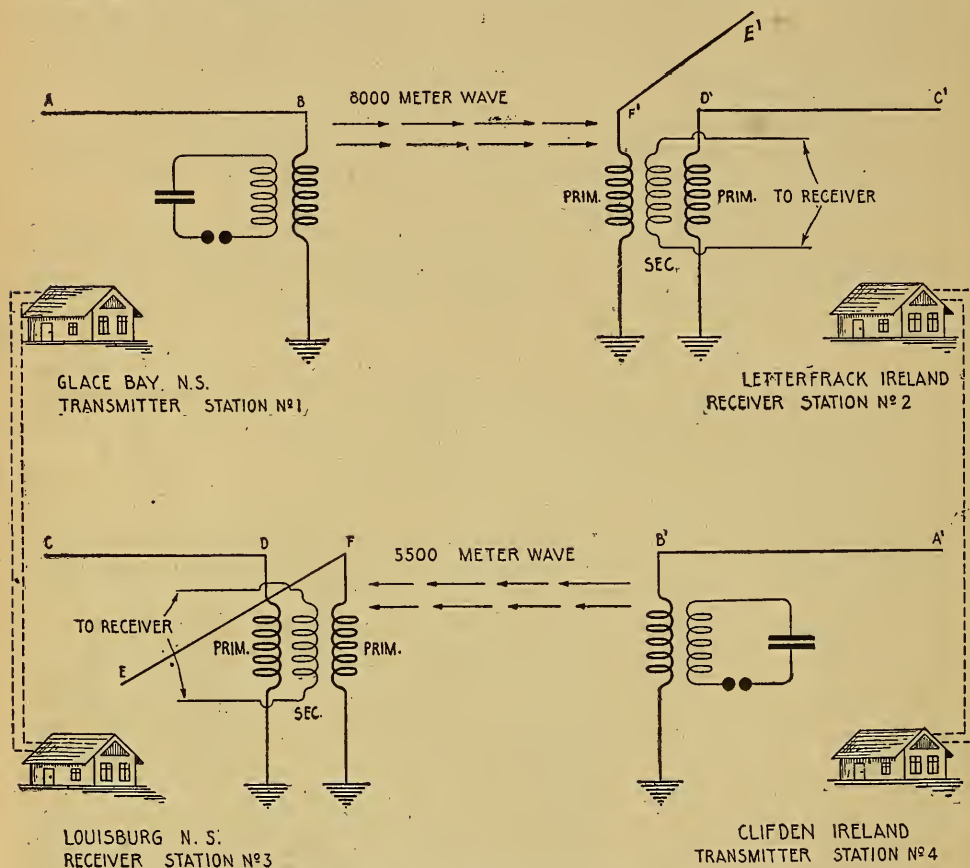 E'
A
B
8000 METER WAVE
F'
D'
C'
PRIM.
PRIM.
TO RECEIVER
SEC.
GLACE BAY, N.S.
TRANSMITTER STATION Nº1
LETTERFRACK IRELAND
RECEIVER STATION Nº2
C
D
F
5500 METER WAVE
B'
A'
TO RECEIVER
E
PRIM.
PRIM.
SEC.
LOUISBURG N. S.
RECEIVER STATION Nº3
CLIFDEN IRELAND
TRANSMITTER STATION Nº4